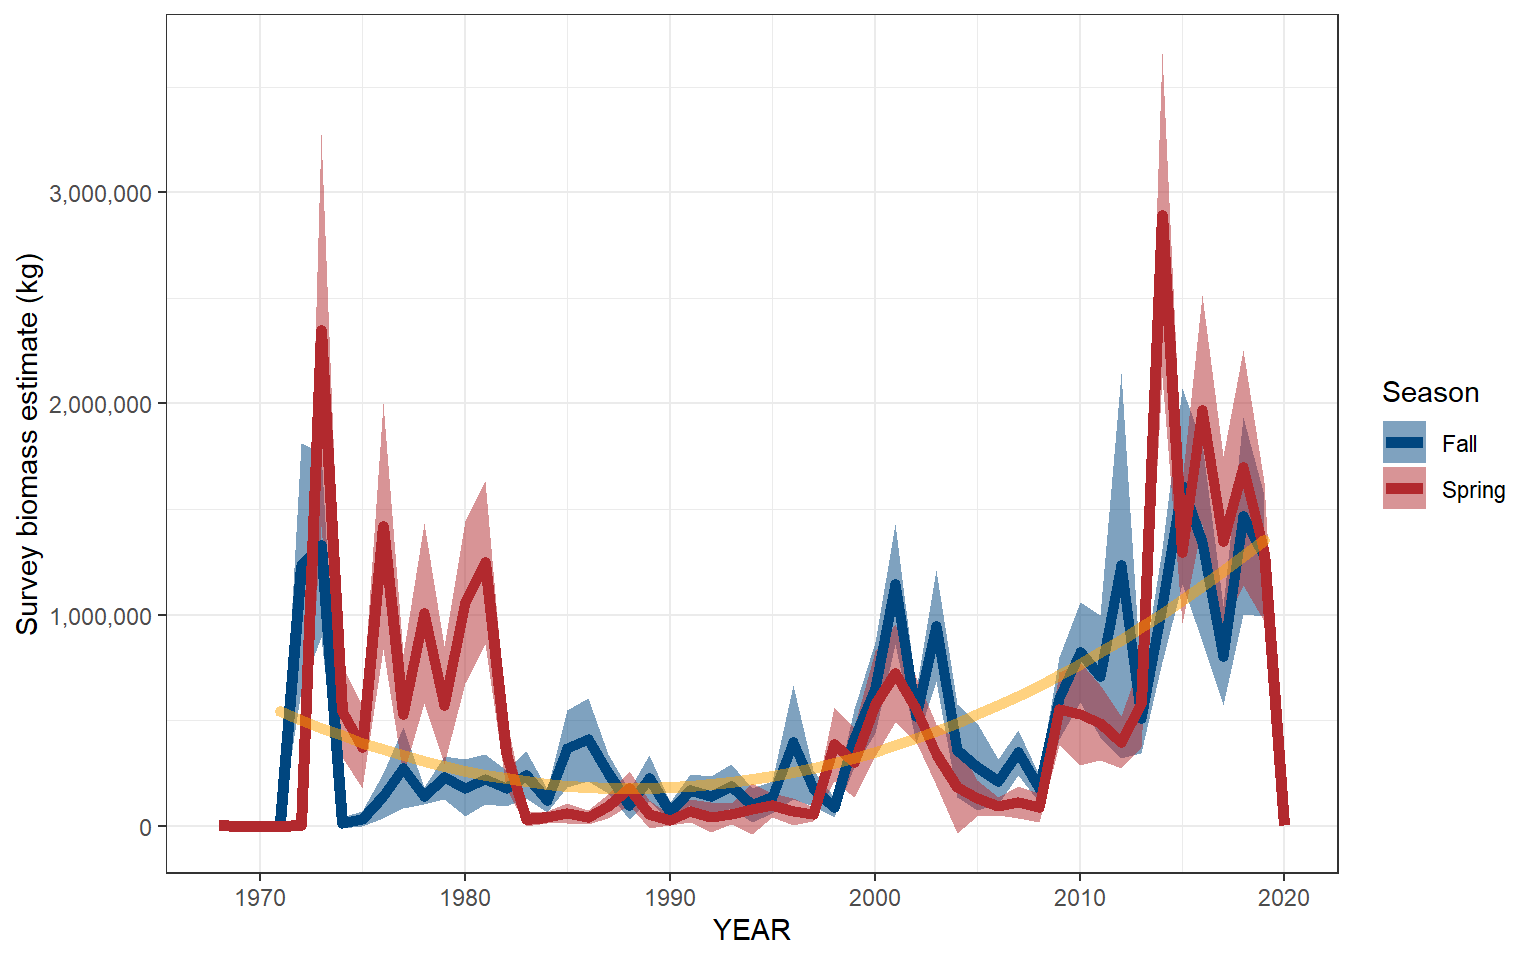 Survey biomass estimate (kg)
3,000,000
2,000,000
1,000,000
0
1970 1980 1990 2000 2010 2020
YEAR
Season
Fall
Spring